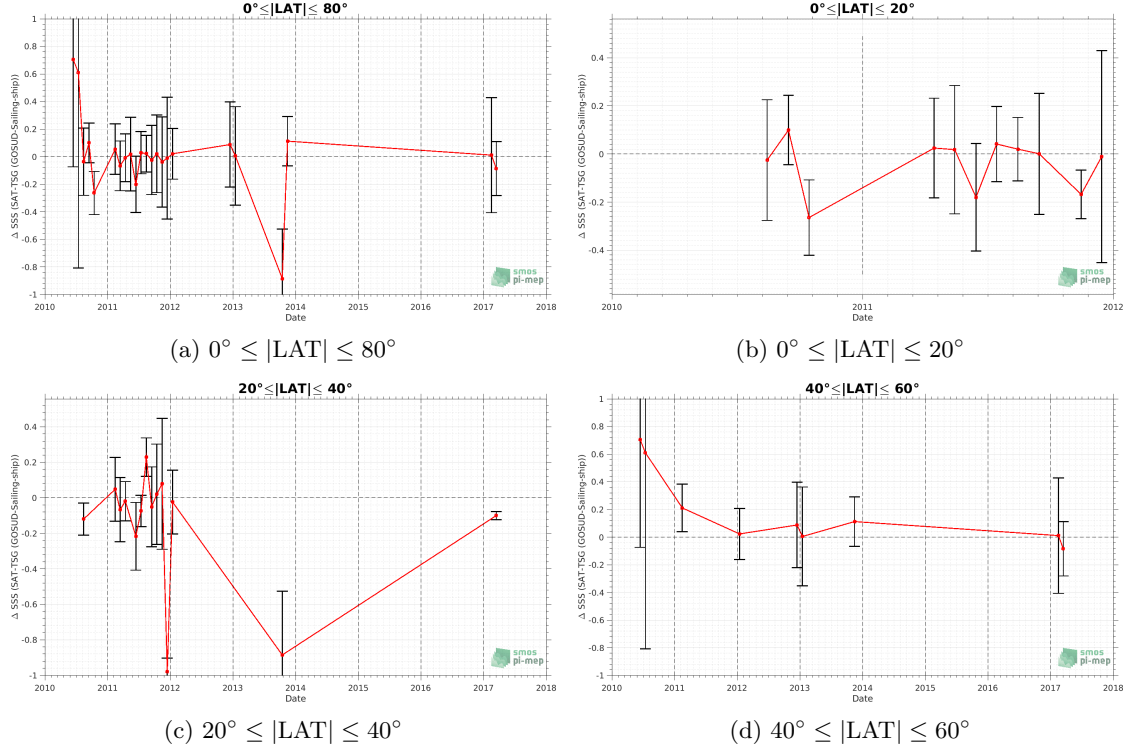 0°≤|LAT|≤ 80°
Δ SSS (SAT-TSG (GOSUD-Sailing-ship))
1
0.8
0.6
0.4
0.2
0
-0.2
-0.4
-0.6
-0.8
-1
2010 2011 2012 2013 2014 2015 2016 2017 2018
Date
smos
pi-mep
(a) 0° ≤ |LAT| ≤ 80°
0°≤|LAT|≤ 20°
Δ SSS (SAT-TSG (GOSUD-Sailing-ship))
0.4
0.2
0
-0.2
-0.4
2010 2011 2012
Date
smos
pi-mep
(b) 0° ≤ |LAT| ≤ 20°
20°≤|LAT|≤ 40°
Δ SSS (SAT-TSG (GOSUD-Sailing-ship))
0.4
0.2
0
-0.2
-0.4
-0.6
-0.8
-1
2010 2011 2012 2013 2014 2015 2016 2017 2018
Date
smos
pi-mep
(c) 20° ≤ |LAT| ≤ 40°
40°≤|LAT|≤ 60°
Δ SSS (SAT-TSG (GOSUD-Sailing-ship))
1
0.8
0.6
0.4
0.2
0
-0.2
-0.4
-0.6
-0.8
-1
2010 2011 2012 2013 2014 2015 2016 2017 2018
Date
smos
pi-mep
(d) 40° ≤ |LAT| ≤ 60°